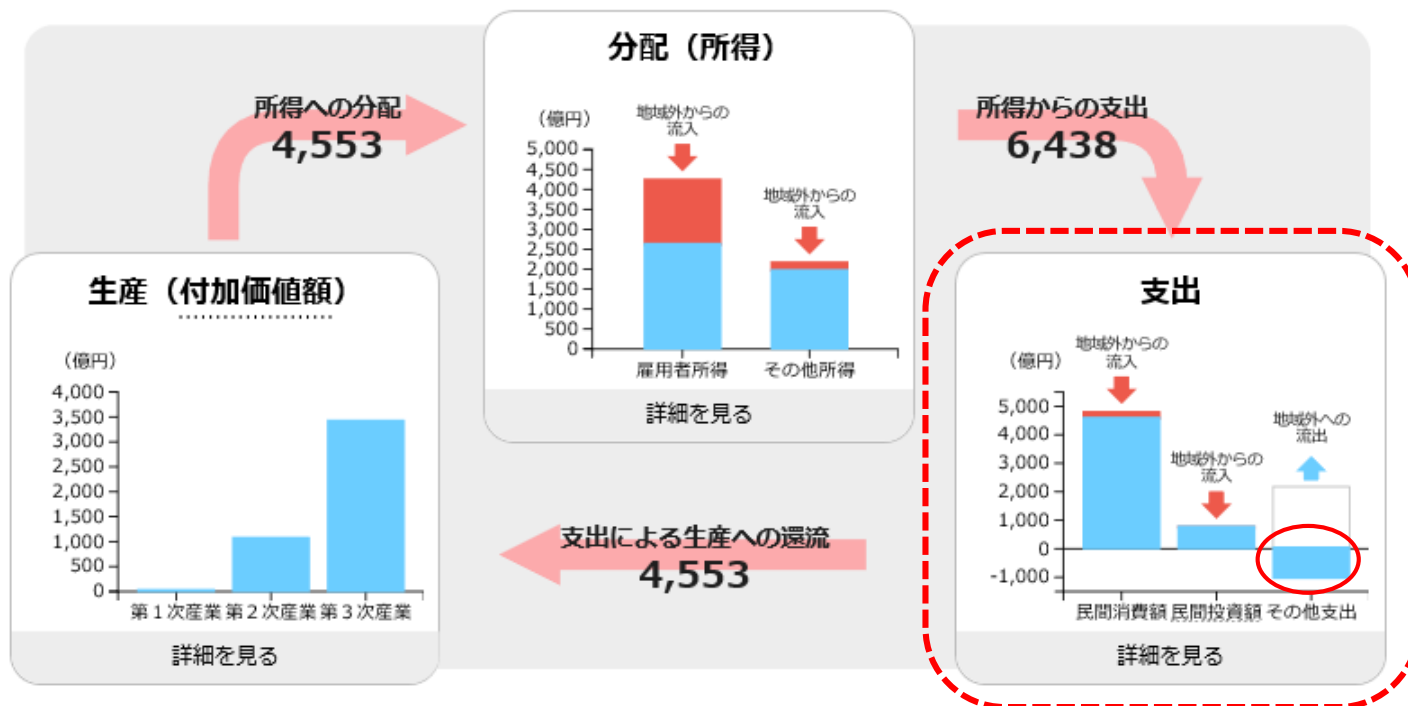 分配（所得）
所得への分配
4,553
（億円）
地域外からの
流入
地域外からの
流入
5,000
4,500
4,000
3,500
3,000
2,500
2,000
1,500
1,000
500
0
雇用者所得
その他所得
詳細を見る
所得からの支出
6,438
生産（付加価値額）
（億円）
4,000
3,500
3,000
2,500
2,000
1,500
1,000
500
0
第１次産業
第２次産業
第３次産業
詳細を見る
支出による生産への還流
4,553
支出
（億円）
地域外からの
流入
地域外からの
流入
地域外への
流出
5,000
4,000
3,000
2,000
1,000
0
-1,000
民間消費額
民間投資額
その他支出
詳細を見る